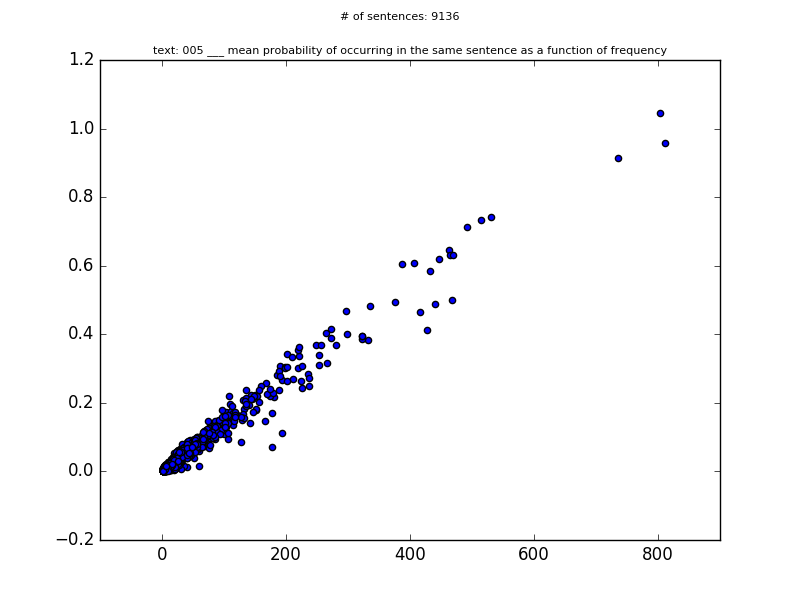 # of sentences: 9136
text: 005 ___ mean probability of occurring in the same sentence as a function of frequency
1.2
1.0
0.8
0.6
0.4
0.2
0.0
−0.2
0 200 400 600 800